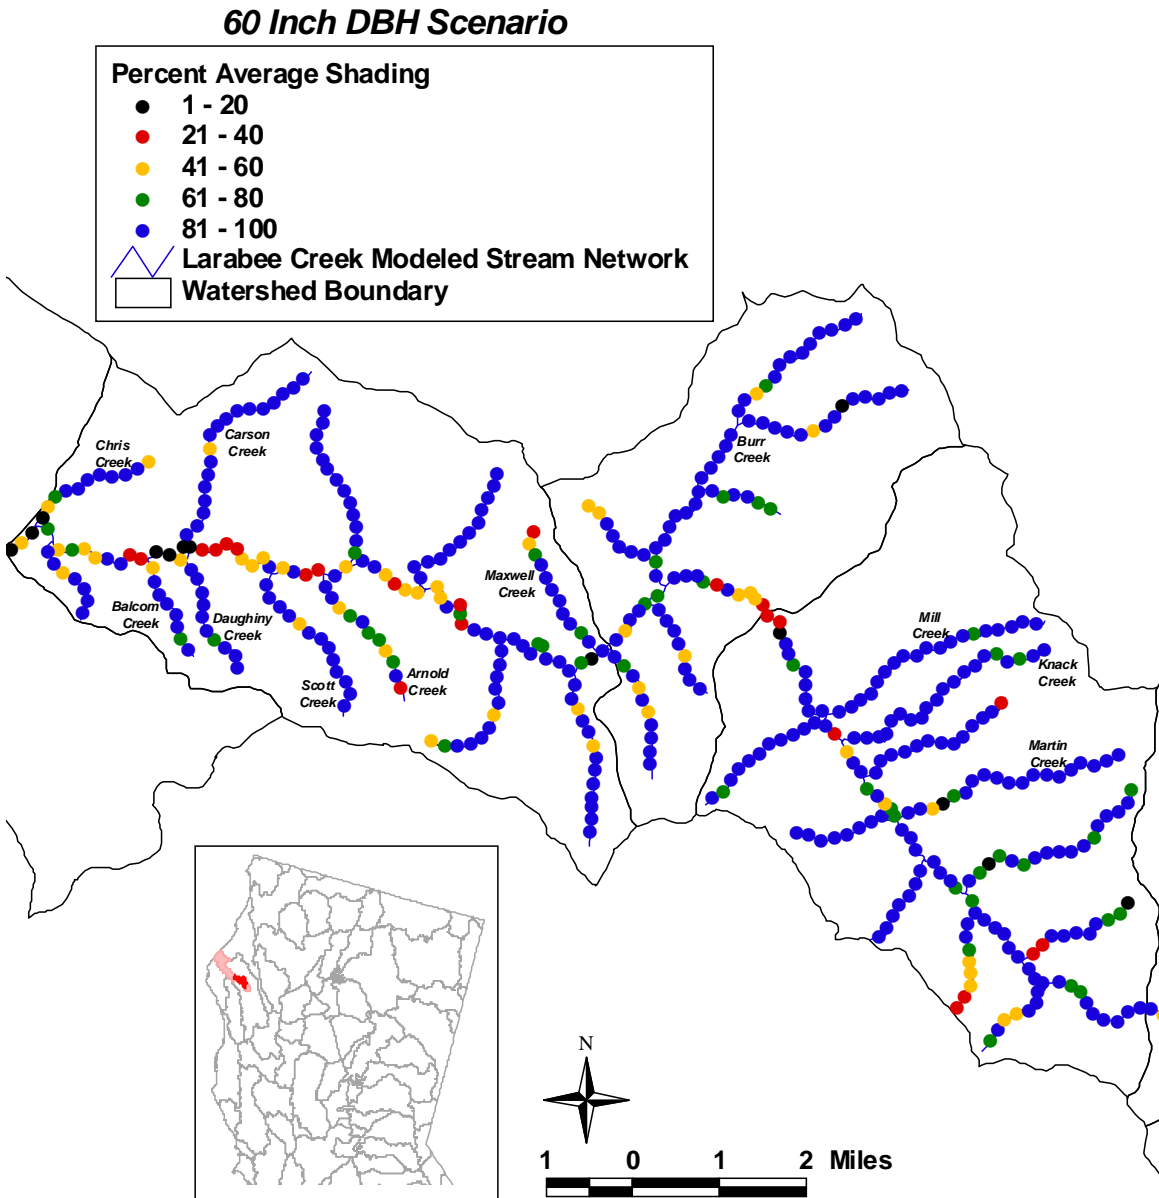 60 Inch DBH Scenario
Percent Average Shading
1 - 20
21 - 40
41 - 60
61 - 80
81 - 100
Larabee Creek Modeled Stream Network
Watershed Boundary
Chris
Creek
Carson
Creek
Burr
Creek
Maxwell
Creek
Balcom
Creek
Daughiny
Creek
Scott
Creek
Arnold
Creek
Mill
Creek
Knack
Creek
Martin
Creek
N
1 0 1 2 Miles